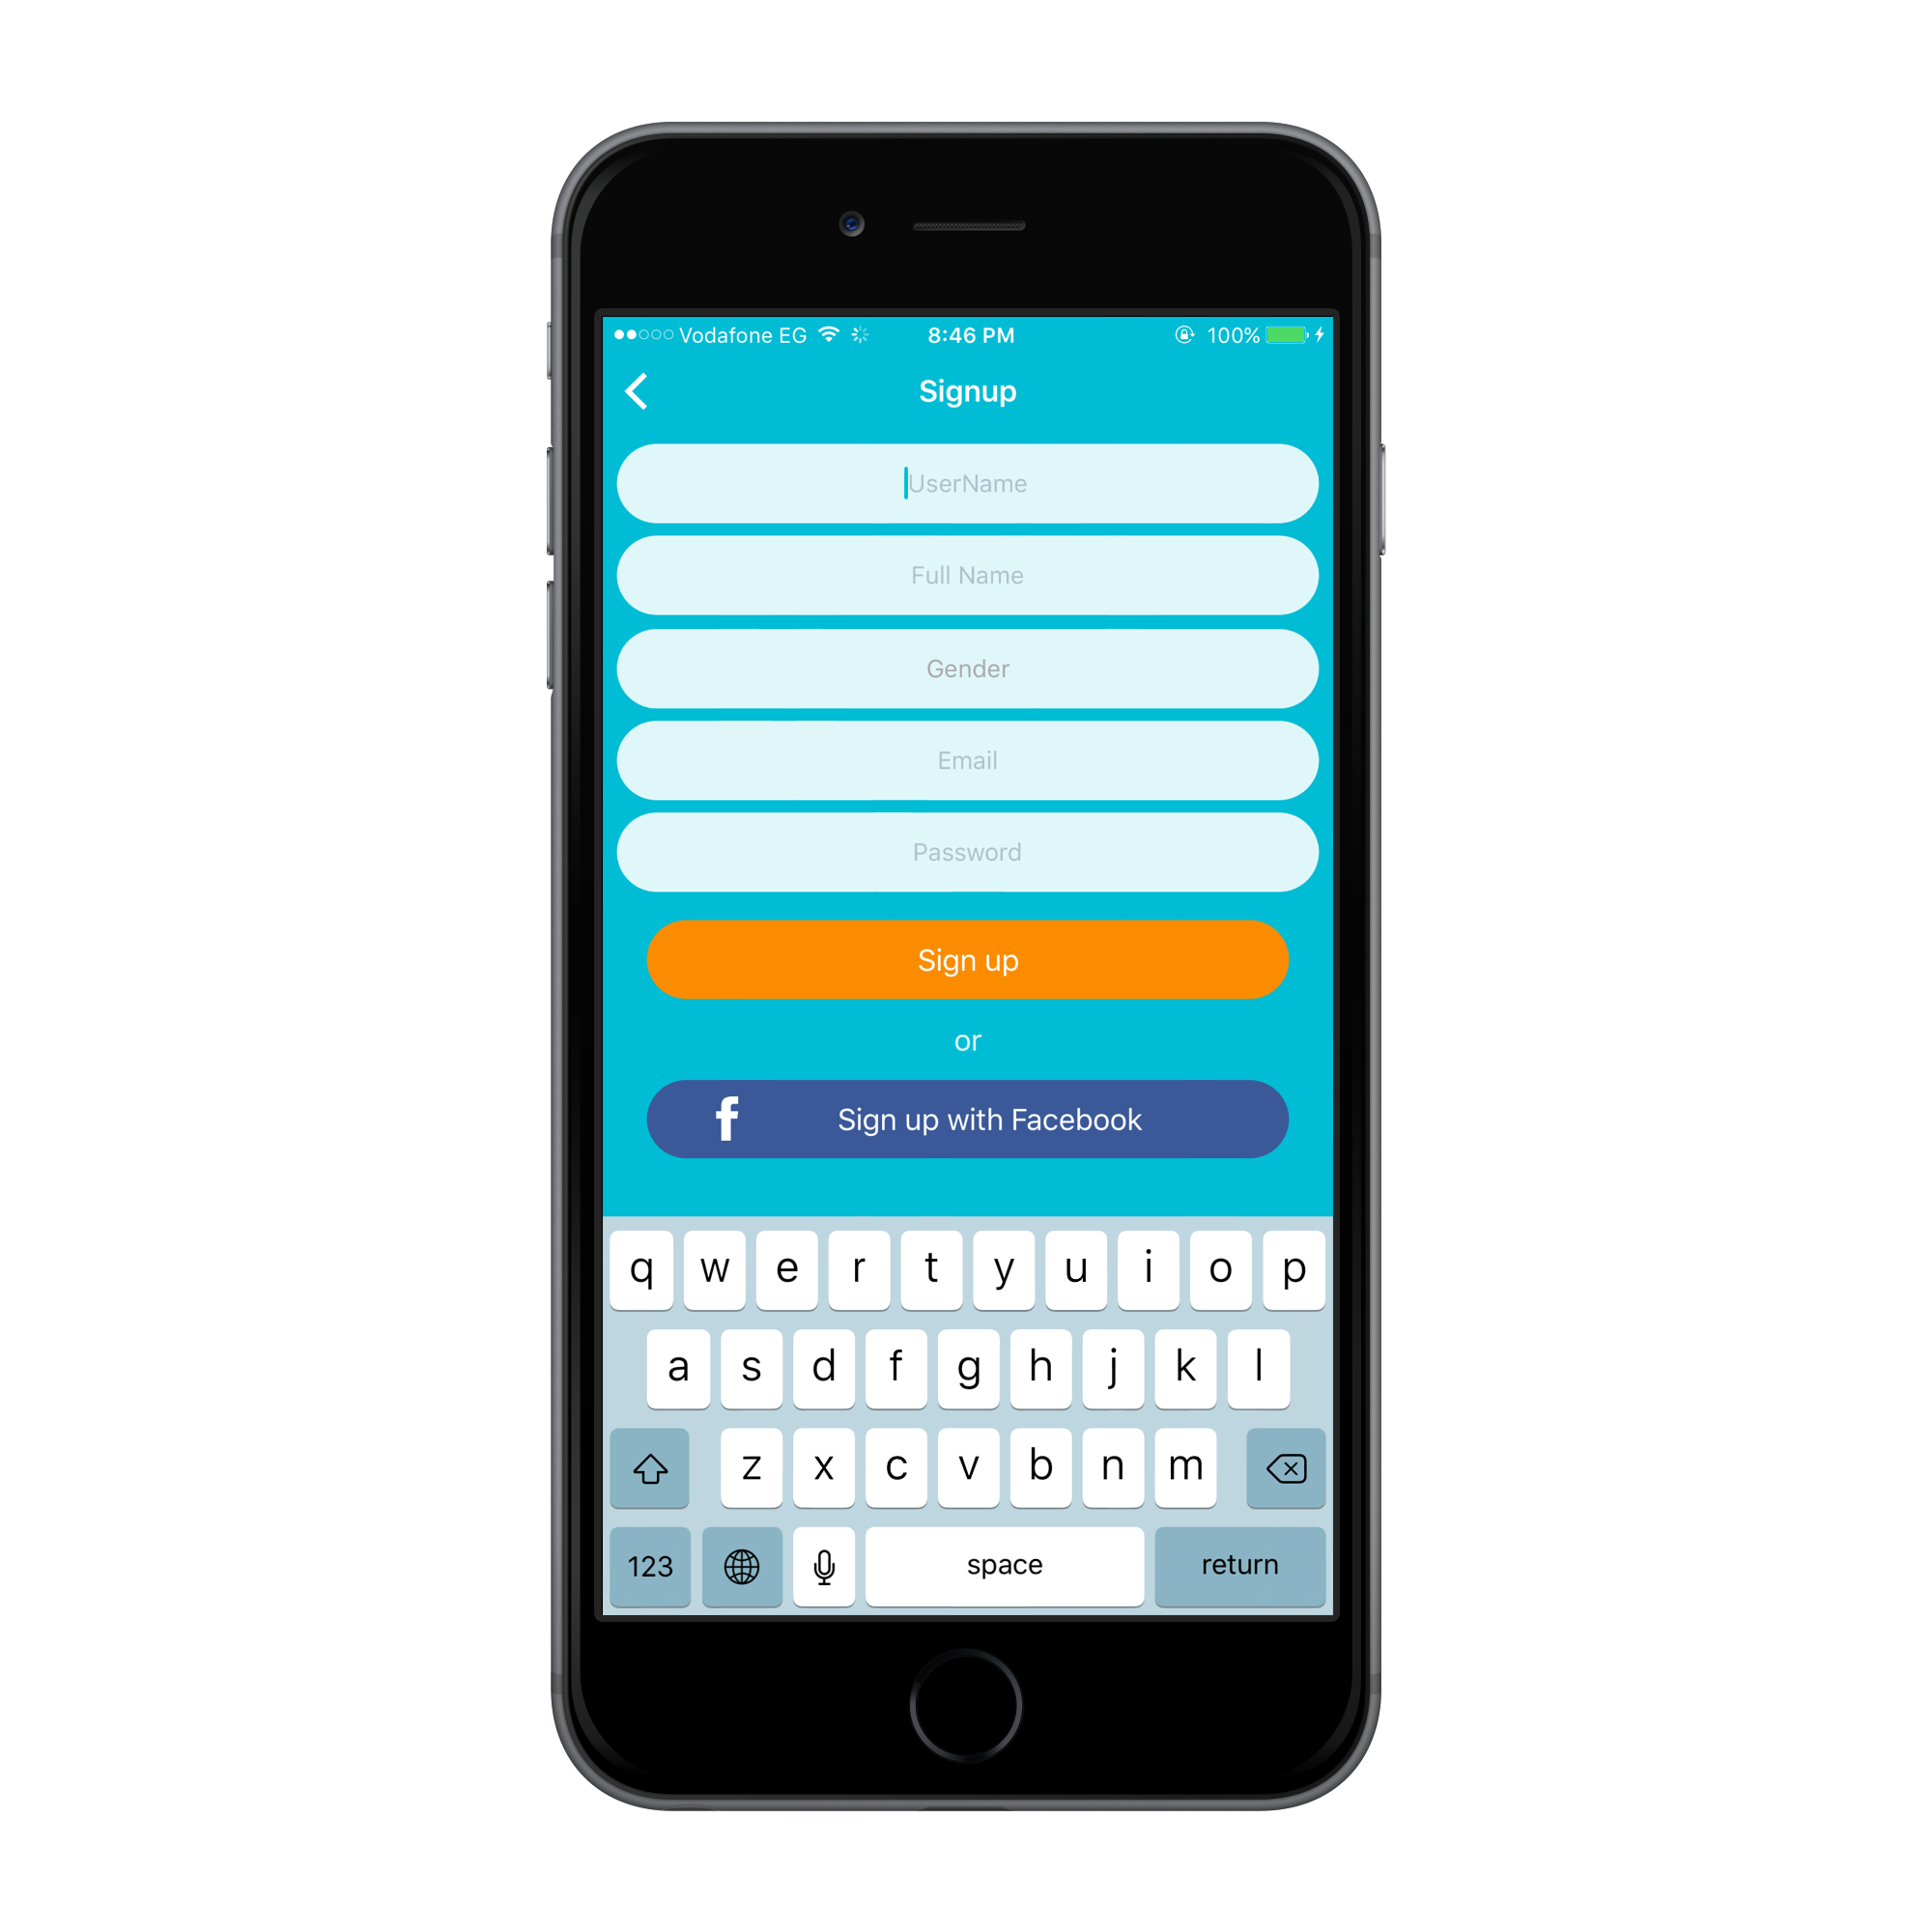 Vodafone EG 8:46 PM 100%
Signup
UserName
Full Name
Gender
Email
Password
Sign up
or
f Sign up with Facebook
q w e r t y u i o p
a s d f g h j k l
z x c v b n m
123 space return